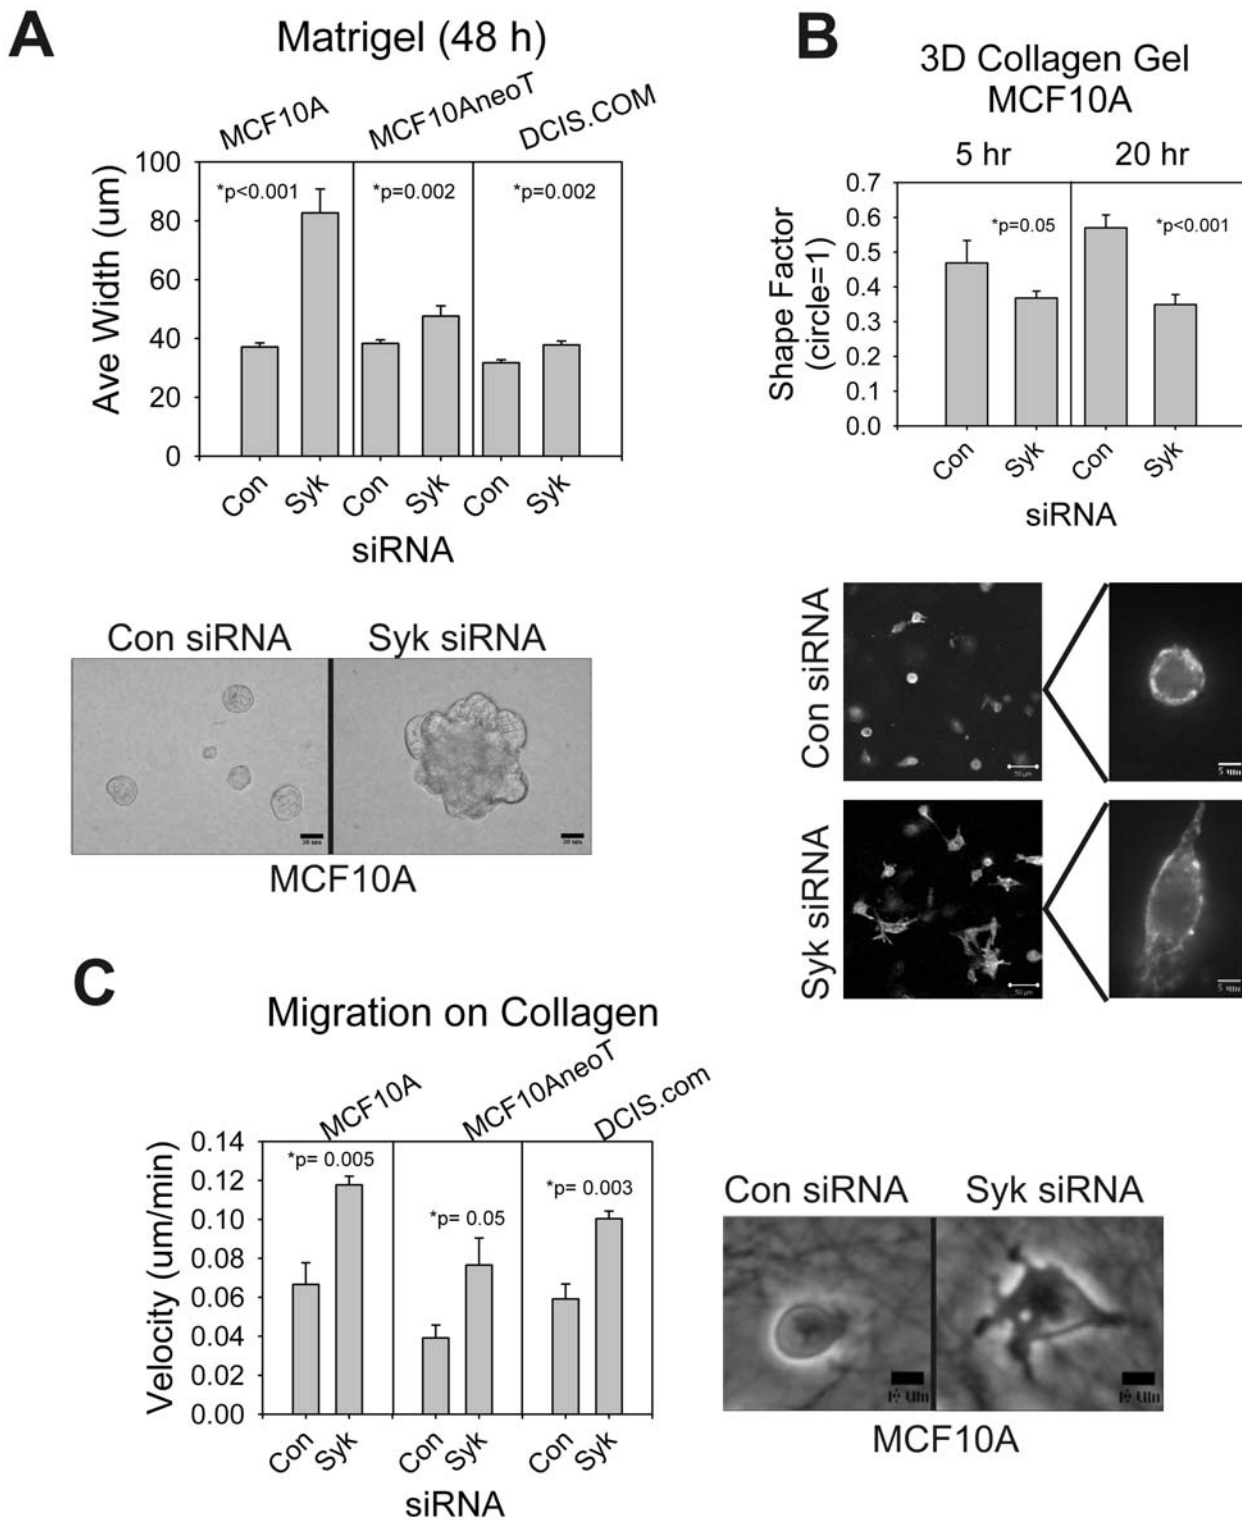 A
Matrigel (48 h)
MCF10A
MCF10AneoT
DCIS.COM
Ave Width (um)
100
80
60
40
20
0
*p<0.001
*p=0.002
*p=0.002
Con
Syk
Con
Syk
Con
Syk
siRNA
Con siRNA
Syk siRNA
MCF10A
B
3D Collagen Gel
MCF10A
5 hr
20 hr
Shape Factor
(circle=1)
0.7
0.6
0.5
0.4
0.3
0.2
0.1
0.0
*p=0.05
*p<0.001
Con
Syk
Con
Syk
siRNA
Con siRNA
50 µm
Syk siRNA
50 µm
C
Migration on Collagen
MCF10A
MCF10AneoT
DCIS.com
Velocity (um/min)
0.14
0.12
0.10
0.08
0.06
0.04
0.02
0.00
*p= 0.005
*p= 0.05
*p= 0.003
Con
Syk
Con
Syk
Con
Syk
siRNA
Con siRNA
Syk siRNA
MCF10A